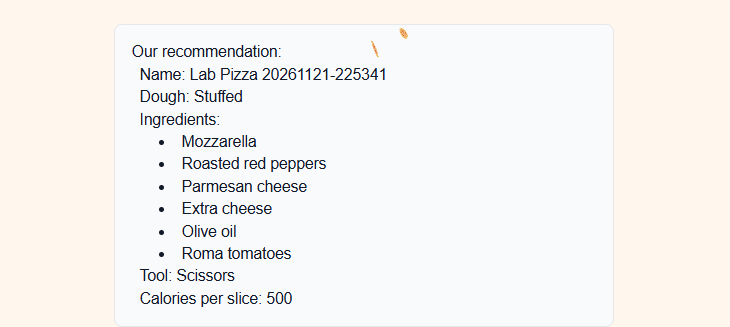 Our recommendation:
Name: Lab Pizza 20261121-225341
Dough: Stuffed
Ingredients:
• Mozzarella
• Roasted red peppers
• Parmesan cheese
• Extra cheese
• Olive oil
• Roma tomatoes
Tool: Scissors
Calories per slice: 500